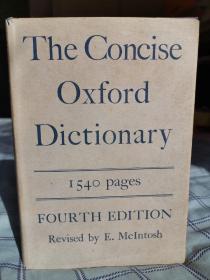 The Concise
Oxford
Dictionary
1540 pages
FOURTH EDITION
Revised by E. McIntosh